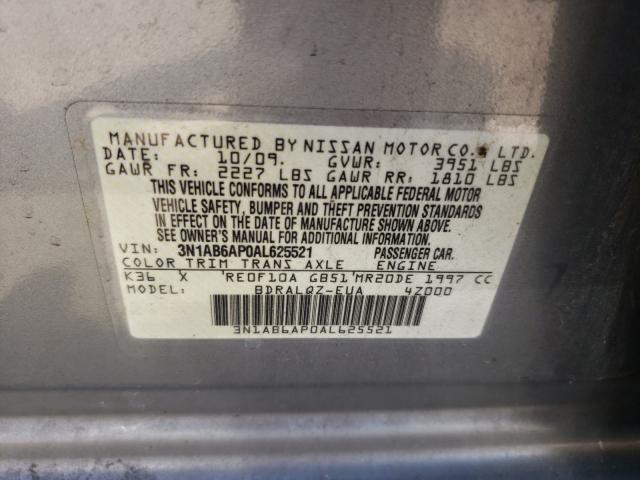 MANUFACTURED BY NISSAN MOTOR CO., LTD.
DATE: 10/09. GVWR: 3951 LBS
GAWR FR: 2227 LBS GAWR RR: 1810 LBS
THIS VEHICLE CONFORMS TO ALL APPLICABLE FEDERAL MOTOR
VEHICLE SAFETY, BUMPER AND THEFT PREVENTION STANDARDS
IN EFFECT ON THE DATE OF MANUFACTURE SHOWN ABOVE.
SEE OWNER'S MANUAL FOR ADDITIONAL INFORMATION.
VIN: 3N1AB6AP0AL625521 PASSENGER CAR.
COLOR TRIM TRANS AXLE ENGINE
K36 X RE0F10A GB51 MR20DE 1997 CC
MODEL: BDRALQZ-EUA 4Z000
3N1AB6AP0AL625521